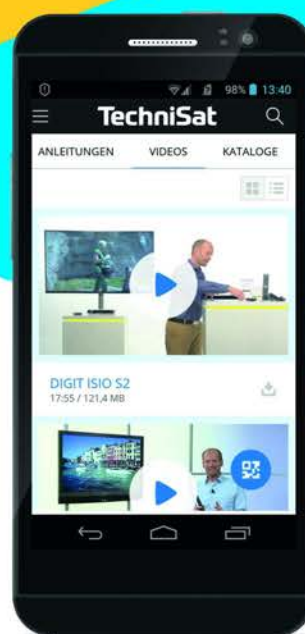 98% 13:40
TechniSat
ANLEITUNGEN VIDEOS KATALOGE
DIGIT ISIO S2
17:55 / 121,4 MB